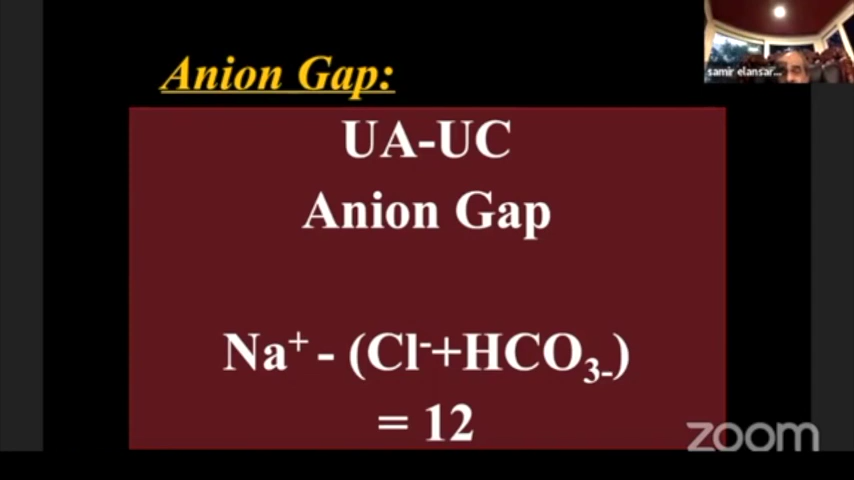 Anion Gap:
UA-UC
Anion Gap
Na⁺ - (Cl⁻+HCO₃₋)
= 12
samir elansar...
zoom